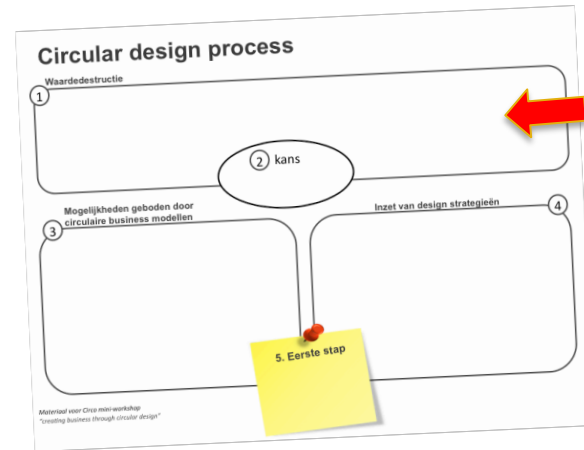 Circular design process
Waardedestructie
1
2 kans
Mogelijkheden geboden door
circulaire business modellen
3
Inzet van design strategieën
4
5. Eerste stap
Materiaal voor Circo mini-workshop
"creating business through circular design"